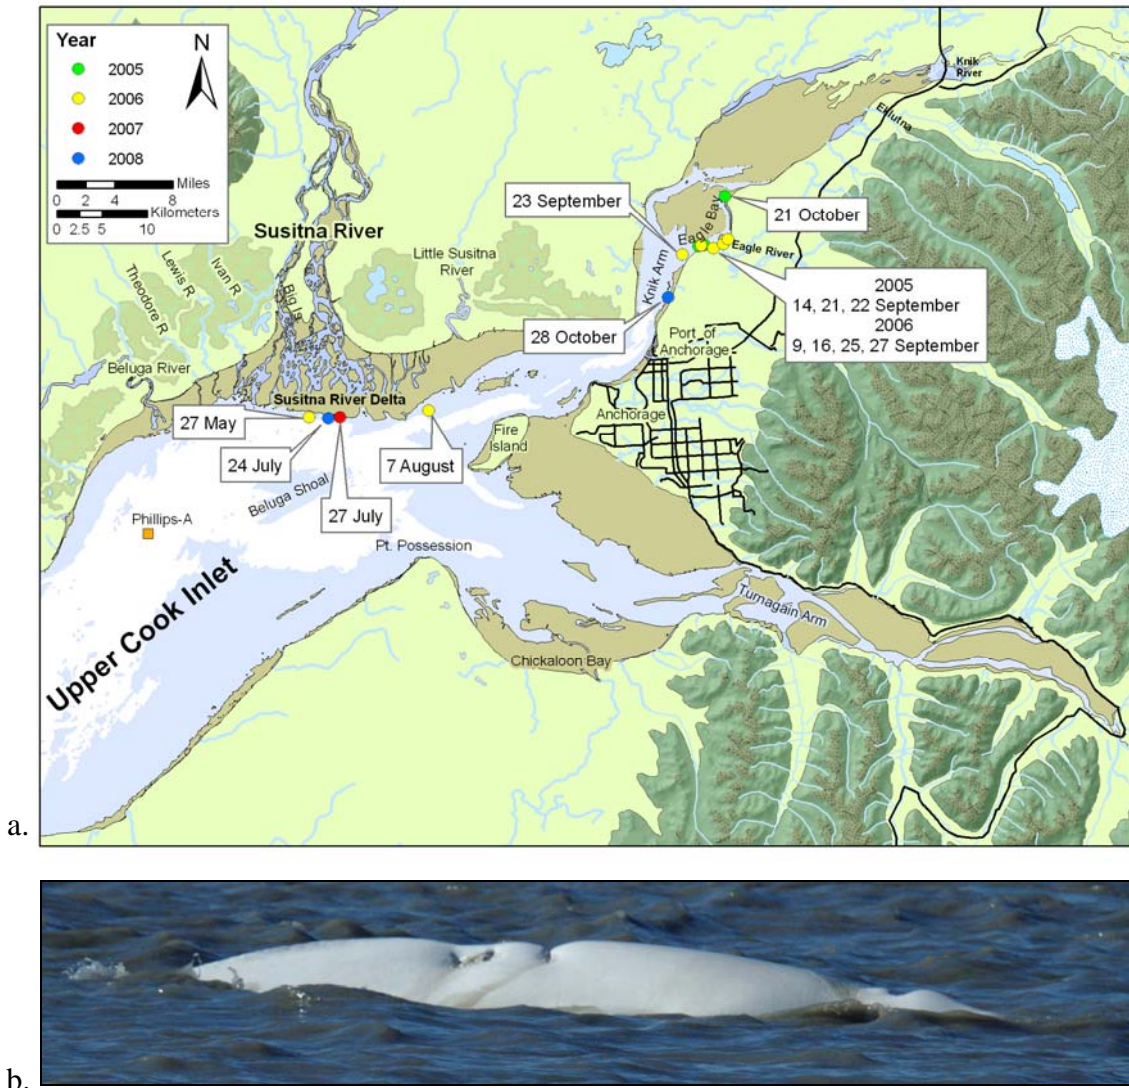 Year
2005
2006
2007
2008
N
Miles
0 2 4 8
Kilometers
0 2.5 5 10
Susitna River
Theodore R
Lewis R
Ivan R
Big Is
Little Susitna
River
Beluga River
Susitna River Delta
27 May
24 July
27 July
7 August
Beluga Shoal
Phillips-A
Upper Cook Inlet
Pt. Possession
Fire
Island
Chickaloon Bay
Turnagain Arm
Anchorage
Port of
Anchorage
Knik Arm
Eagle Bay
Eagle River
23 September
28 October
21 October
2005
14, 21, 22 September
2006
9, 16, 25, 27 September
Knik
River
Eklutna
a.
b.